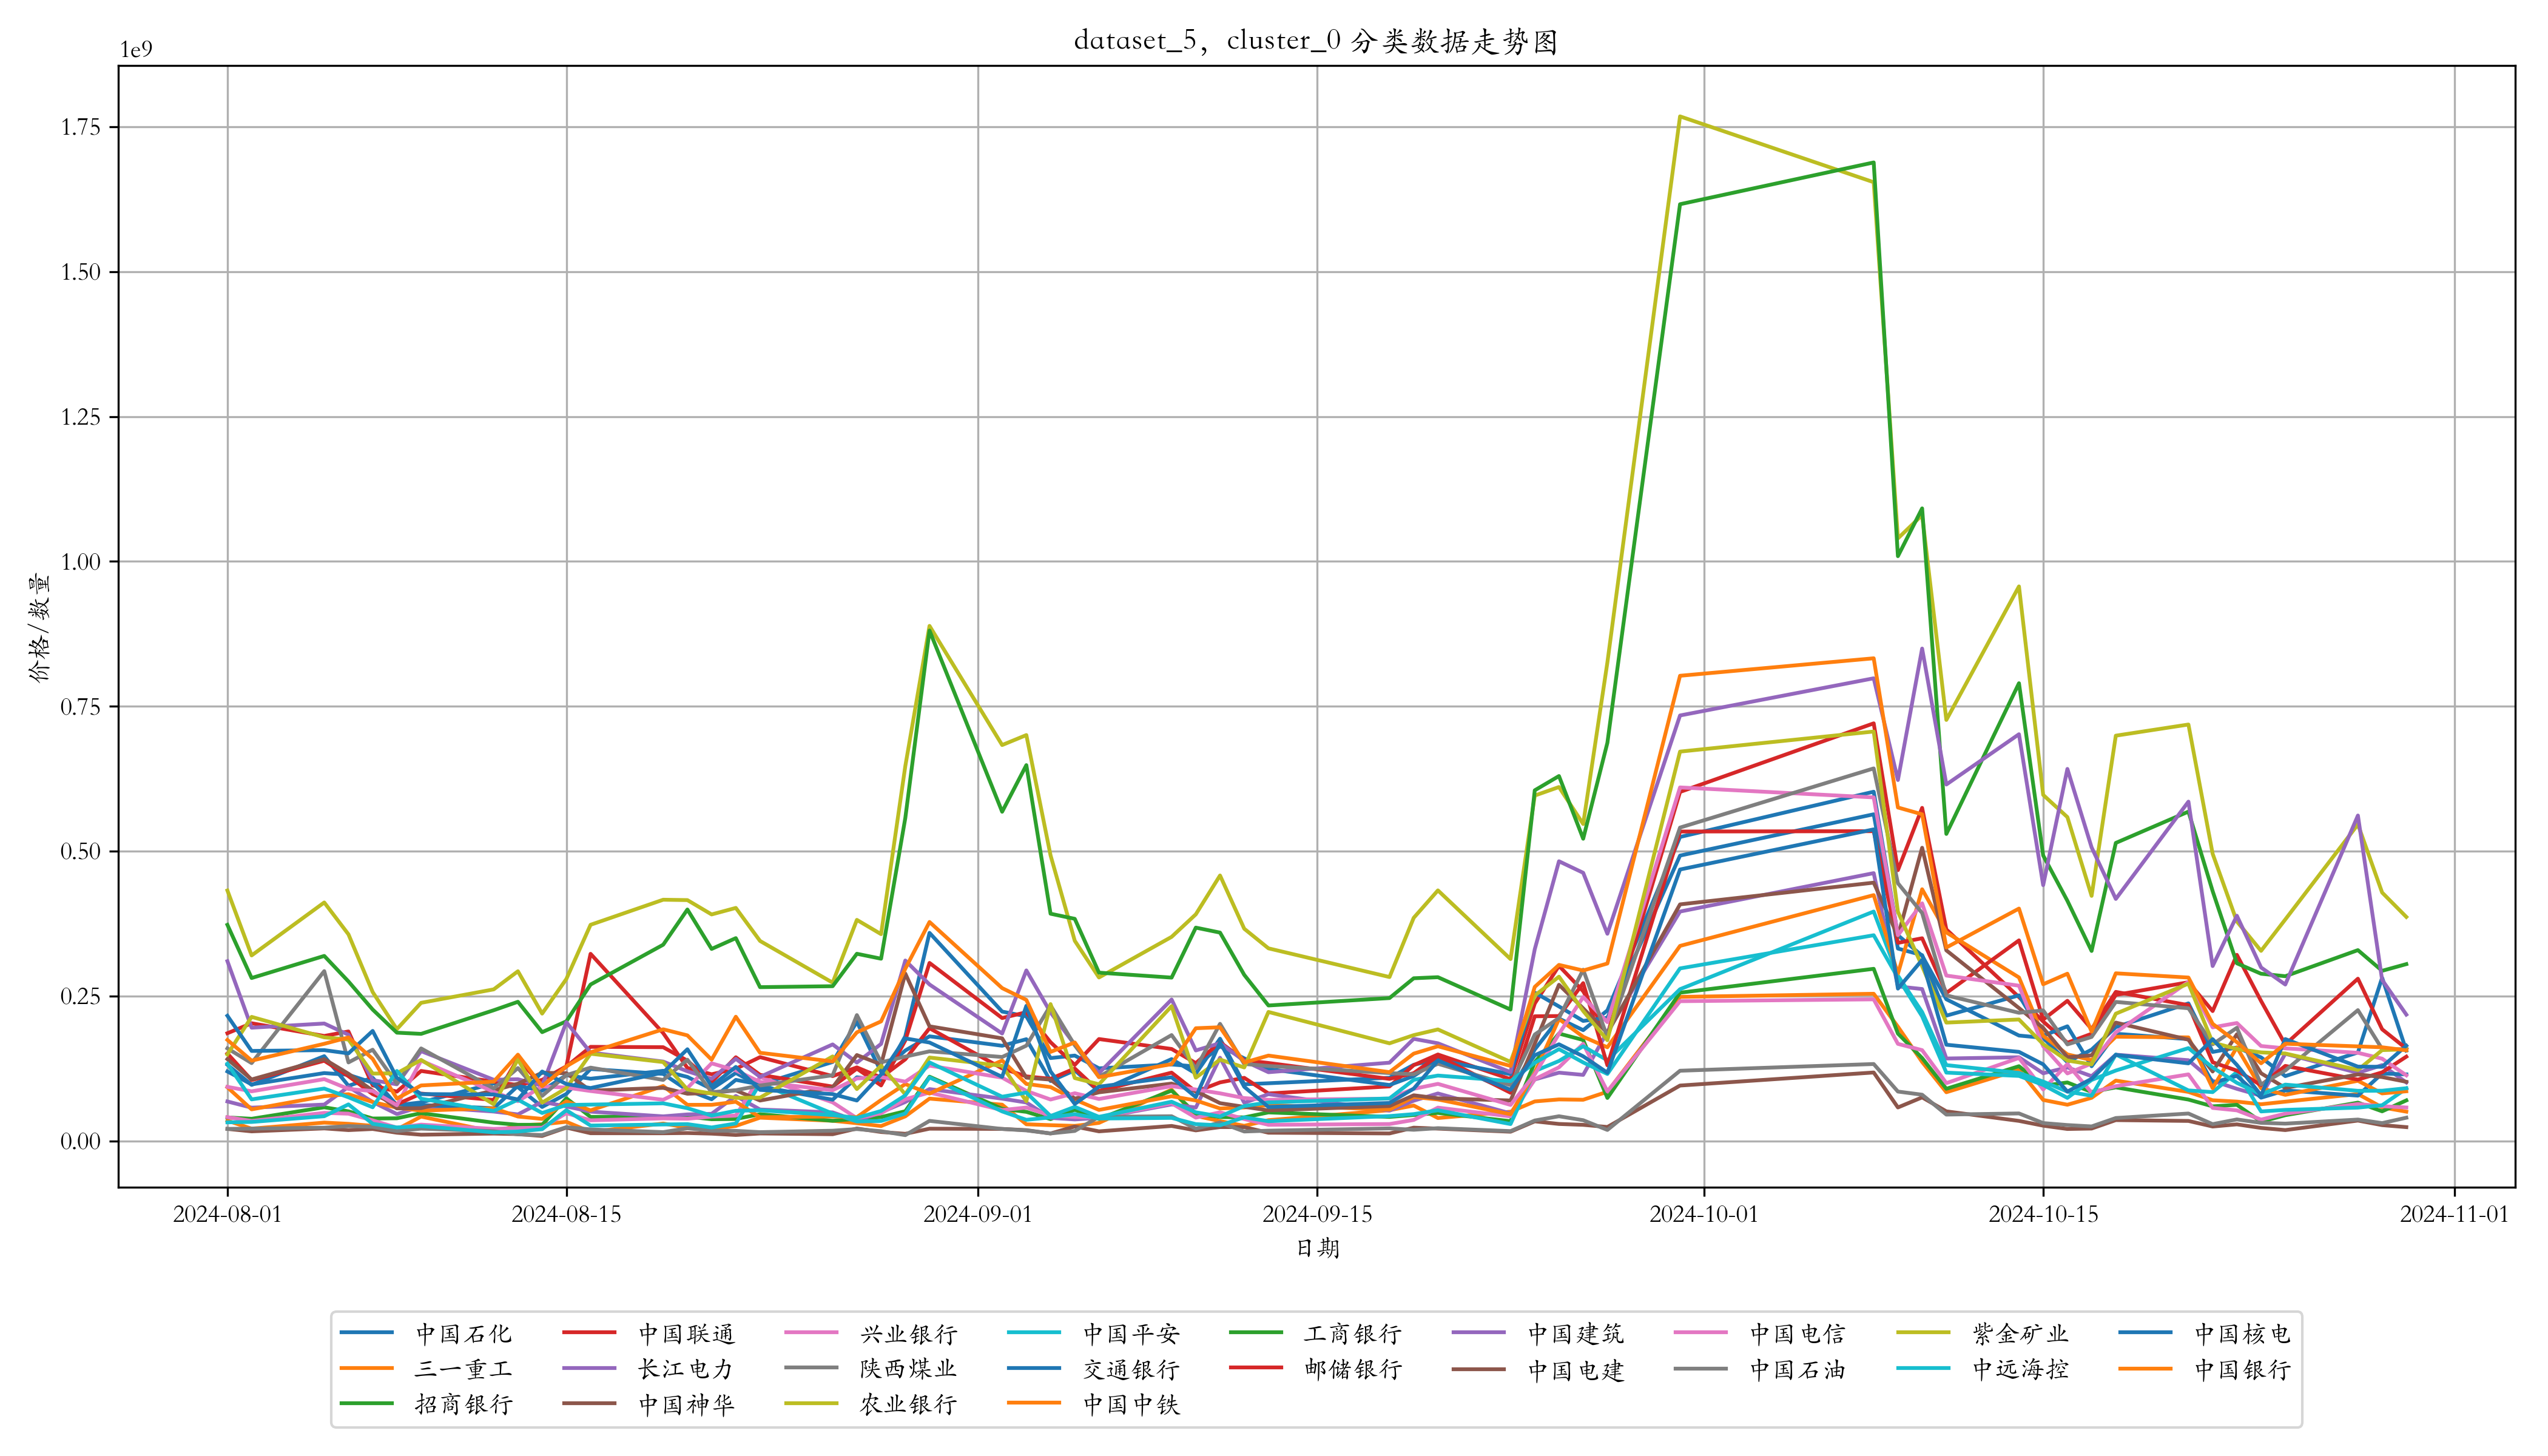 dataset_5，cluster_0 分类数据走势图
1e9
1.75
1.50
1.25
1.00
0.75
0.50
0.25
0.00
价格/数量
2024-08-01 2024-08-15 2024-09-01 2024-09-15 2024-10-01 2024-10-15 2024-11-01
日期
中国石化 中国联通 兴业银行 中国平安 工商银行 中国建筑 中国电信 紫金矿业 中国核电
三一重工 长江电力 陕西煤业 交通银行 邮储银行 中国电建 中国石油 中远海控 中国银行
招商银行 中国神华 农业银行 中国中铁